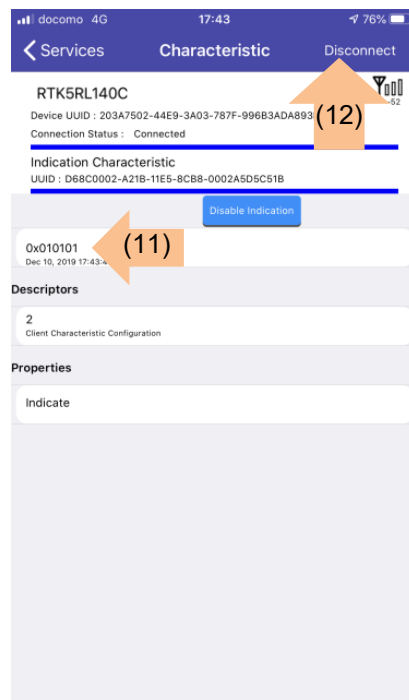 docomo 4G 17:43 76%
Services Characteristic Disconnect
RTK5RL140C
Device UUID : 203A7502-44E9-3A03-787F-996B3ADA893
-52
(12)
Connection Status : Connected
Indication Characteristic
UUID : D68C0002-A21B-11E5-8CB8-0002A5D5C51B
Disable Indication
0x010101
(11)
Dec 10, 2019 17:43:4
Descriptors
2
Client Characteristic Configuration
Properties
Indicate